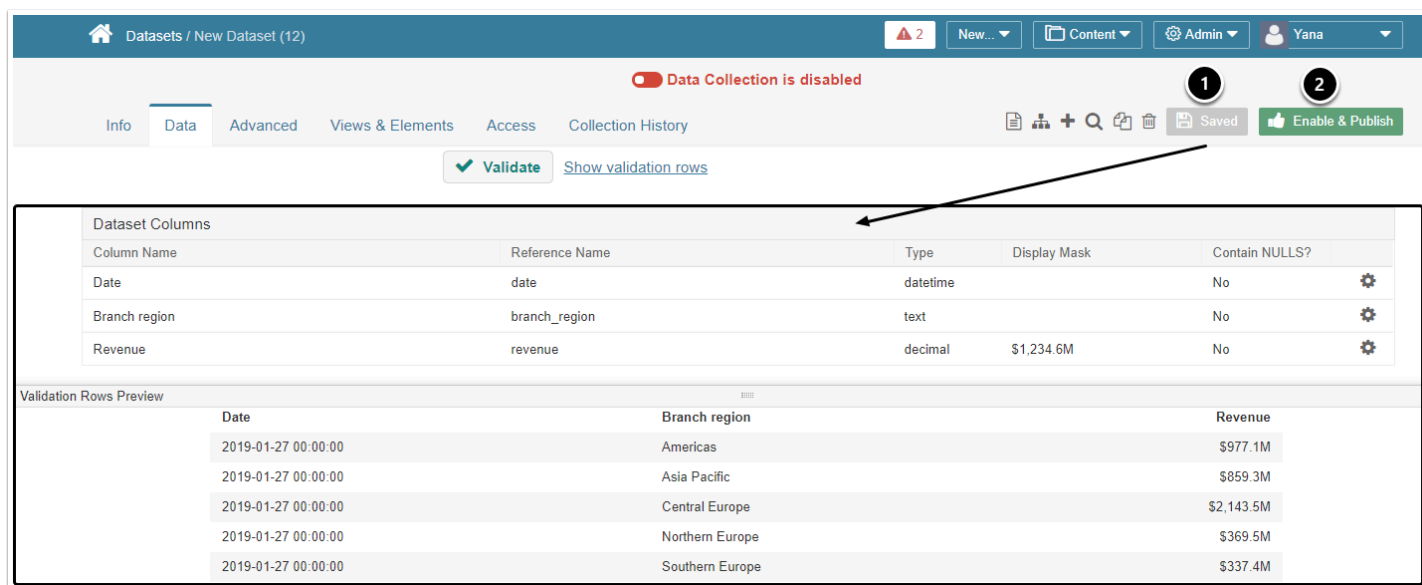 Datasets / New Dataset (12) 2 New... Content Admin Yana
Data Collection is disabled
1 2
Info Data Advanced Views & Elements Access Collection History Saved Enable & Publish
Validate Show validation rows
Dataset Columns
Column Name Reference Name Type Display Mask Contain NULLS?
Date date datetime No
Branch region branch_region text No
Revenue revenue decimal $1,234.6M No
Validation Rows Preview
Date Branch region Revenue
2019-01-27 00:00:00 Americas $977.1M
2019-01-27 00:00:00 Asia Pacific $859.3M
2019-01-27 00:00:00 Central Europe $2,143.5M
2019-01-27 00:00:00 Northern Europe $369.5M
2019-01-27 00:00:00 Southern Europe $337.4M